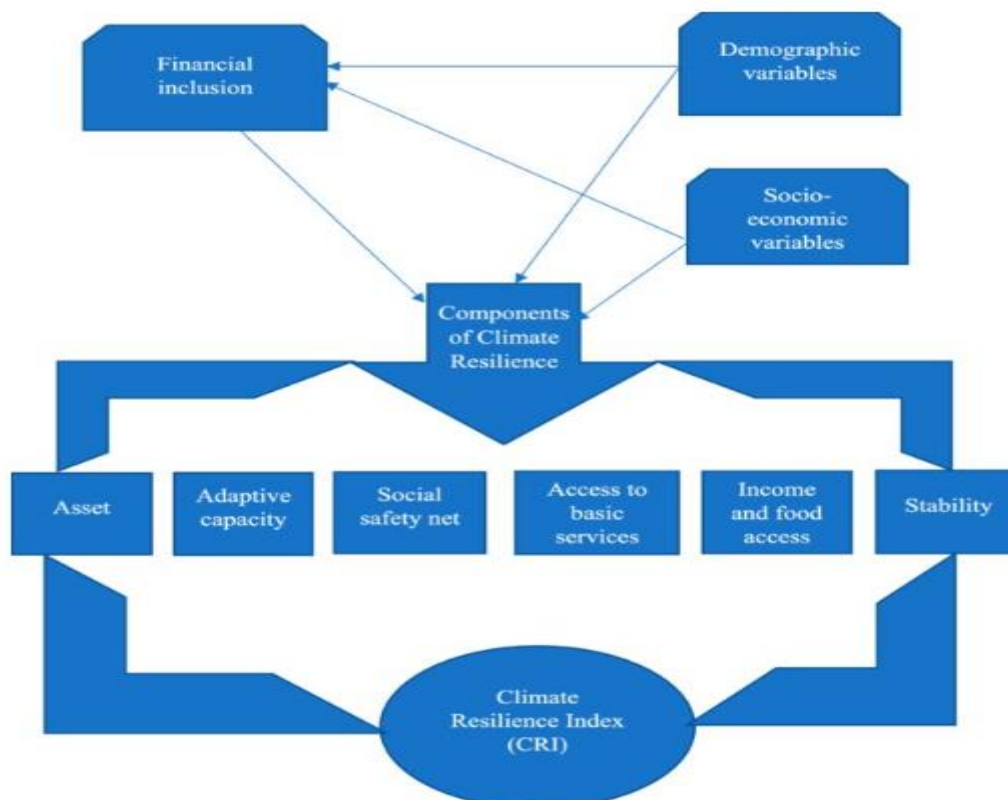 Financial
inclusion
Demographic
variables
Socio-
economic
variables
Components
of Climate
Resilience
Asset
Adaptive
capacity
Social
safety net
Access to
basic
services
Income
and food
access
Stability
Climate
Resilience Index
(CRI)